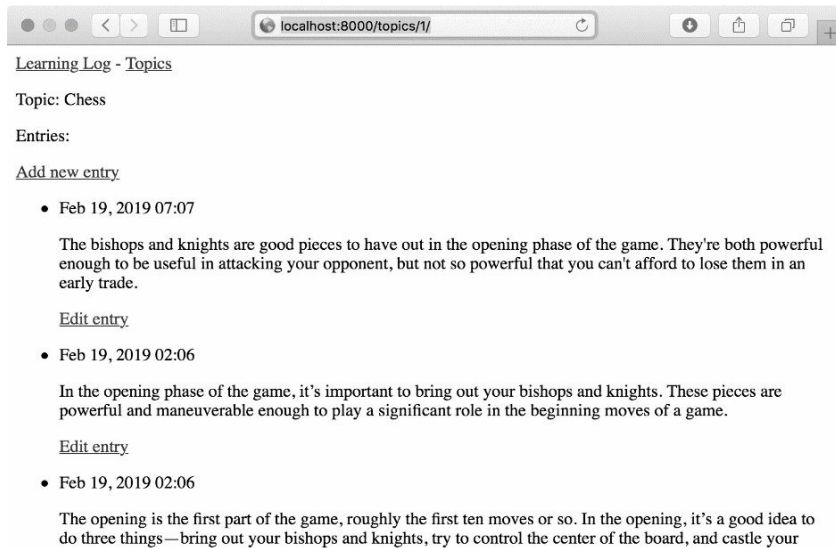 localhost:8000/topics/1/
Learning Log - Topics
Topic: Chess
Entries:
Add new entry
• Feb 19, 2019 07:07
The bishops and knights are good pieces to have out in the opening phase of the game. They're both powerful
enough to be useful in attacking your opponent, but not so powerful that you can't afford to lose them in an
early trade.
Edit entry
• Feb 19, 2019 02:06
In the opening phase of the game, it’s important to bring out your bishops and knights. These pieces are
powerful and maneuverable enough to play a significant role in the beginning moves of a game.
Edit entry
• Feb 19, 2019 02:06
The opening is the first part of the game, roughly the first ten moves or so. In the opening, it’s a good idea to
do three things—bring out your bishops and knights, try to control the center of the board, and castle your